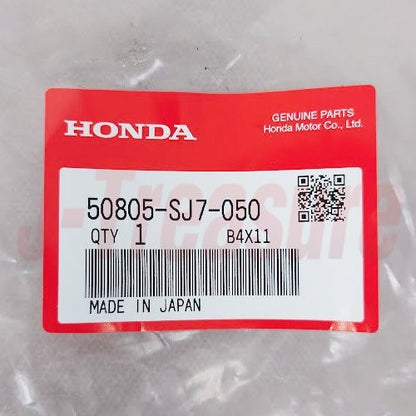 GENUINE PARTS
HONDA
Honda Motor Co., Ltd.
50805-SJ7-050
QTY 1 B4X11
MADE IN JAPAN
J-Treasure